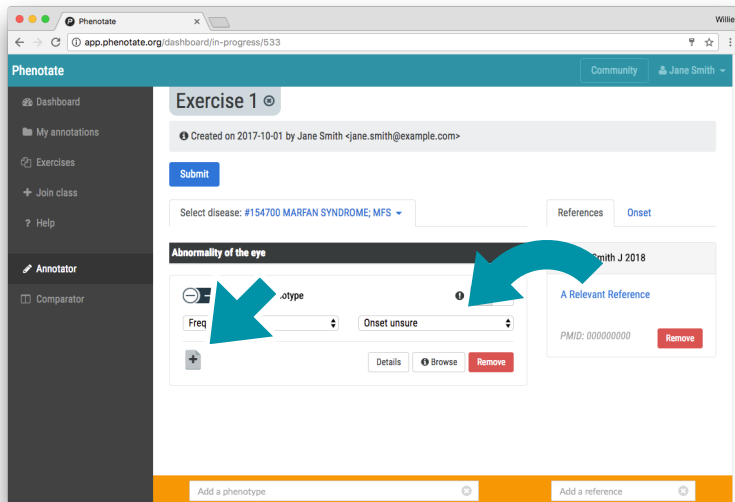 Phenotate
Willie
app.phenotate.org/dashboard/in-progress/533
Phenotate
Community
Jane Smith
Dashboard
My annotations
Exercises
Join class
? Help
Annotator
Comparator
Exercise 1
Created on 2017-10-01 by Jane Smith <jane.smith@example.com>
Submit
Select disease: #154700 MARFAN SYNDROME; MFS
References
Onset
Abnormality of the eye
Smith J 2018
A Relevant Reference
Onset unsure
PMID: 000000000
Remove
Details
Browse
Remove
Add a phenotype
Add a reference